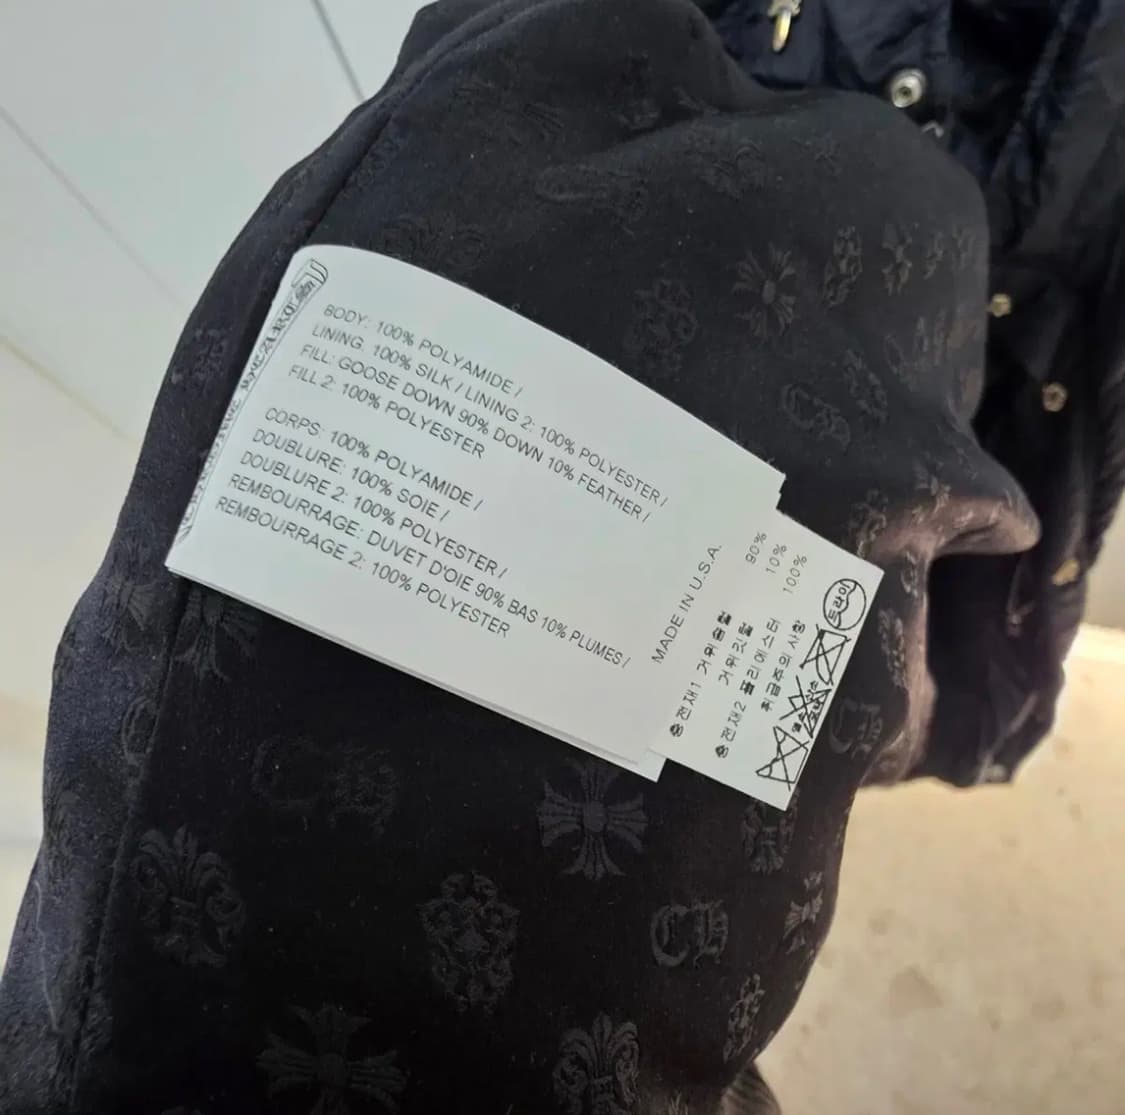 BODY: 100% POLYAMIDE /
LINING. 100% SILK / LINING 2: 100% POLYESTER /
FILL: GOOSE DOWN 90% DOWN 10% FEATHER /
FILL 2: 100% POLYESTER
CORPS: 100% POLYAMIDE /
DOUBLURE: 100% SOIE /
DOUBLURE 2: 100% POLYESTER /
REMBOURRAGE: DUVET D'OIE 90% BAS 10% PLUMES /
REMBOURRAGE 2: 100% POLYESTER
MADE IN U.S.A.
충전재1 거위솜털 90%
거위깃털 10%
충전재2 폴리에스터 100%
취급주의 사항
드라이
CH
CH
CH